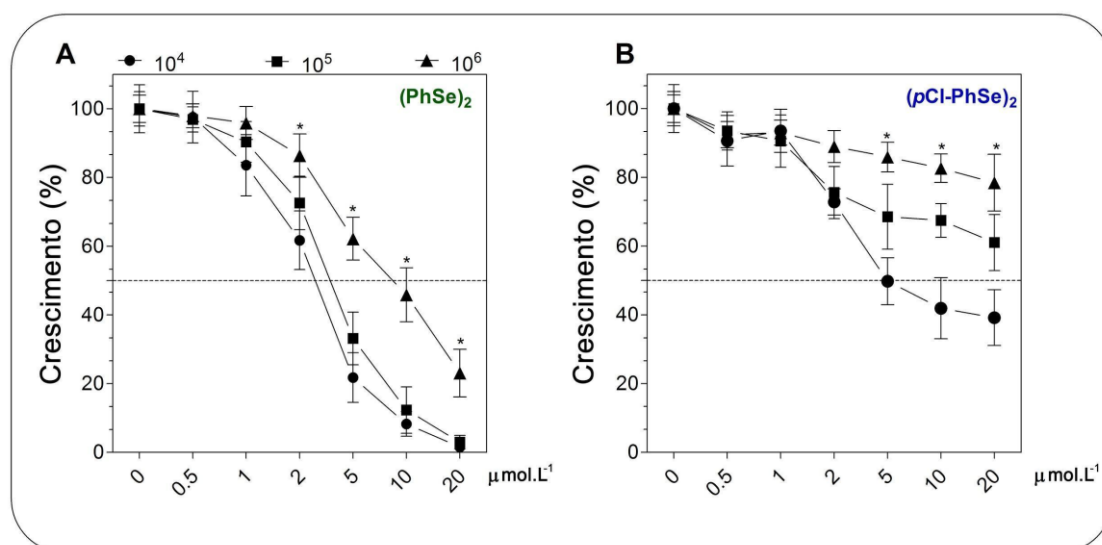 A
10⁴ 10⁵ 10⁶
(PhSe)₂
Crescimento (%)
100
80
60
40
20
0
* * * *
0 0.5 1 2 5 10 20 μmol.L⁻¹
B
(pCl-PhSe)₂
Crescimento (%)
100
80
60
40
20
0
* * *
0 0.5 1 2 5 10 20 μmol.L⁻¹